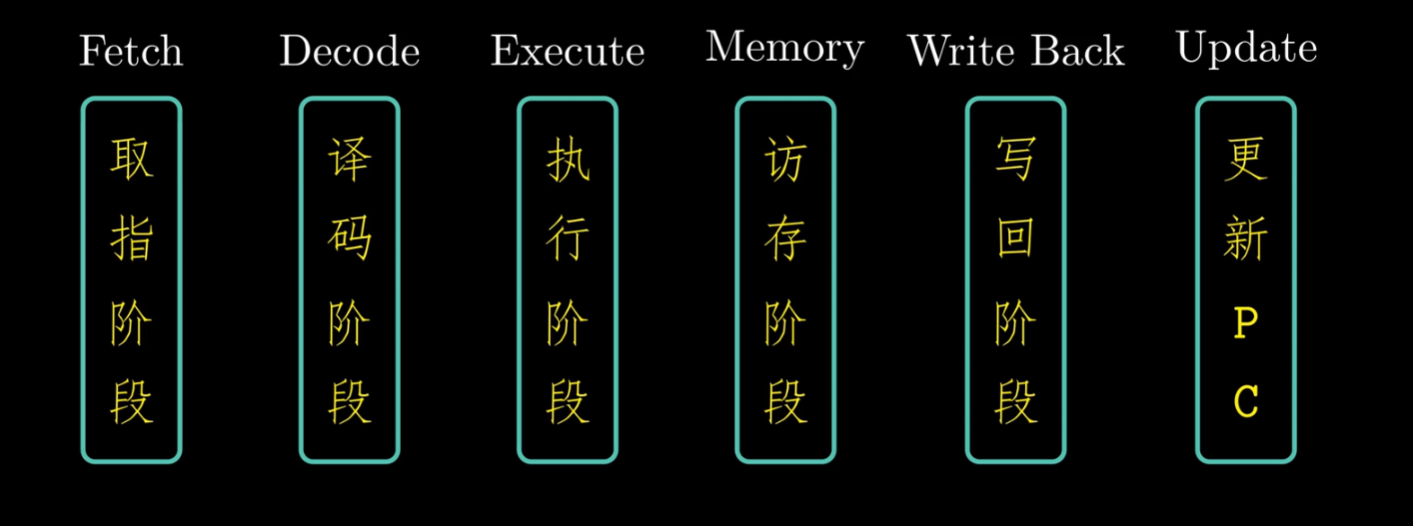 Fetch
取指阶段
Decode
译码阶段
Execute
执行阶段
Memory
访存阶段
Write Back
写回阶段
Update
更新PC